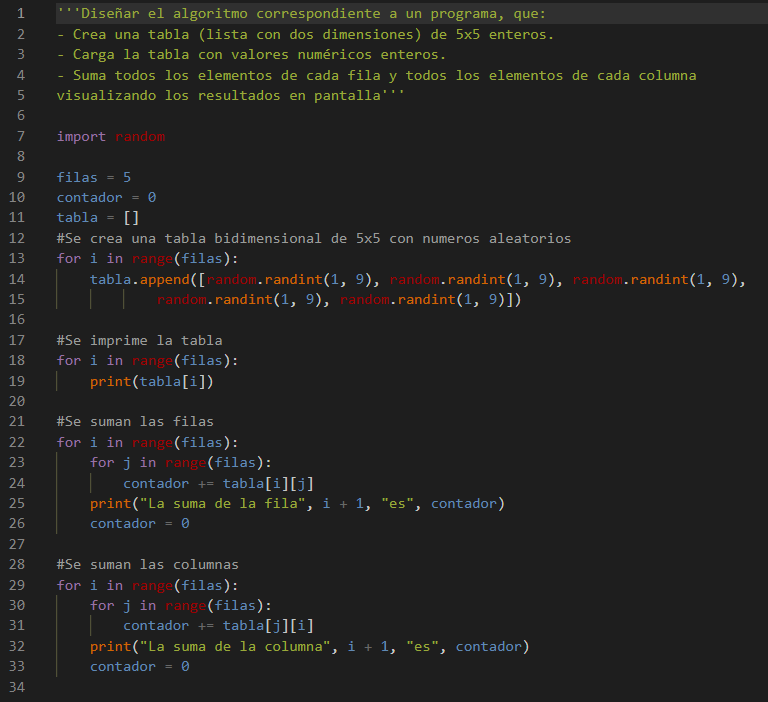 1 '''Diseñar el algoritmo correspondiente a un programa, que:
2 - Crea una tabla (lista con dos dimensiones) de 5x5 enteros.
3 - Carga la tabla con valores numéricos enteros.
4 - Suma todos los elementos de cada fila y todos los elementos de cada columna
5 visualizando los resultados en pantalla'''
6
7 import random
8
9 filas = 5
10 contador = 0
11 tabla = []
12 #Se crea una tabla bidimensional de 5x5 con numeros aleatorios
13 for i in range(filas):
14     tabla.append([random.randint(1, 9), random.randint(1, 9), random.randint(1, 9),
15             random.randint(1, 9), random.randint(1, 9)])
16
17 #Se imprime la tabla
18 for i in range(filas):
19     print(tabla[i])
20
21 #Se suman las filas
22 for i in range(filas):
23     for j in range(filas):
24         contador += tabla[i][j]
25     print("La suma de la fila", i + 1, "es", contador)
26     contador = 0
27
28 #Se suman las columnas
29 for i in range(filas):
30     for j in range(filas):
31         contador += tabla[j][i]
32     print("La suma de la columna", i + 1, "es", contador)
33     contador = 0
34